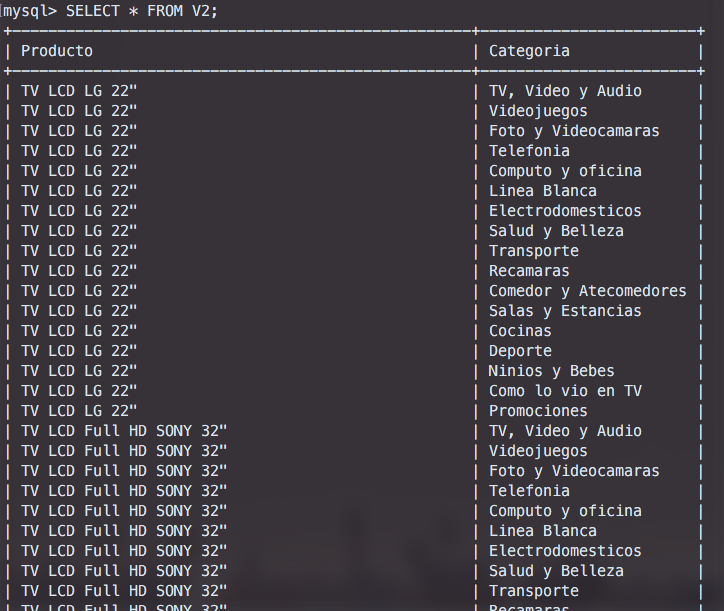 [mysql> SELECT * FROM V2;
| Producto | Categoria |
| TV LCD LG 22" | TV, Video y Audio |
| TV LCD LG 22" | Videojuegos |
| TV LCD LG 22" | Foto y Videocamaras |
| TV LCD LG 22" | Telefonia |
| TV LCD LG 22" | Computo y oficina |
| TV LCD LG 22" | Linea Blanca |
| TV LCD LG 22" | Electrodomesticos |
| TV LCD LG 22" | Salud y Belleza |
| TV LCD LG 22" | Transporte |
| TV LCD LG 22" | Recamaras |
| TV LCD LG 22" | Comedor y Atecomedores |
| TV LCD LG 22" | Salas y Estancias |
| TV LCD LG 22" | Cocinas |
| TV LCD LG 22" | Deporte |
| TV LCD LG 22" | Ninios y Bebes |
| TV LCD LG 22" | Como lo vio en TV |
| TV LCD LG 22" | Promociones |
| TV LCD Full HD SONY 32" | TV, Video y Audio |
| TV LCD Full HD SONY 32" | Videojuegos |
| TV LCD Full HD SONY 32" | Foto y Videocamaras |
| TV LCD Full HD SONY 32" | Telefonia |
| TV LCD Full HD SONY 32" | Computo y oficina |
| TV LCD Full HD SONY 32" | Linea Blanca |
| TV LCD Full HD SONY 32" | Electrodomesticos |
| TV LCD Full HD SONY 32" | Salud y Belleza |
| TV LCD Full HD SONY 32" | Transporte |
| TV LCD Full HD SONY 32" | Recamaras |